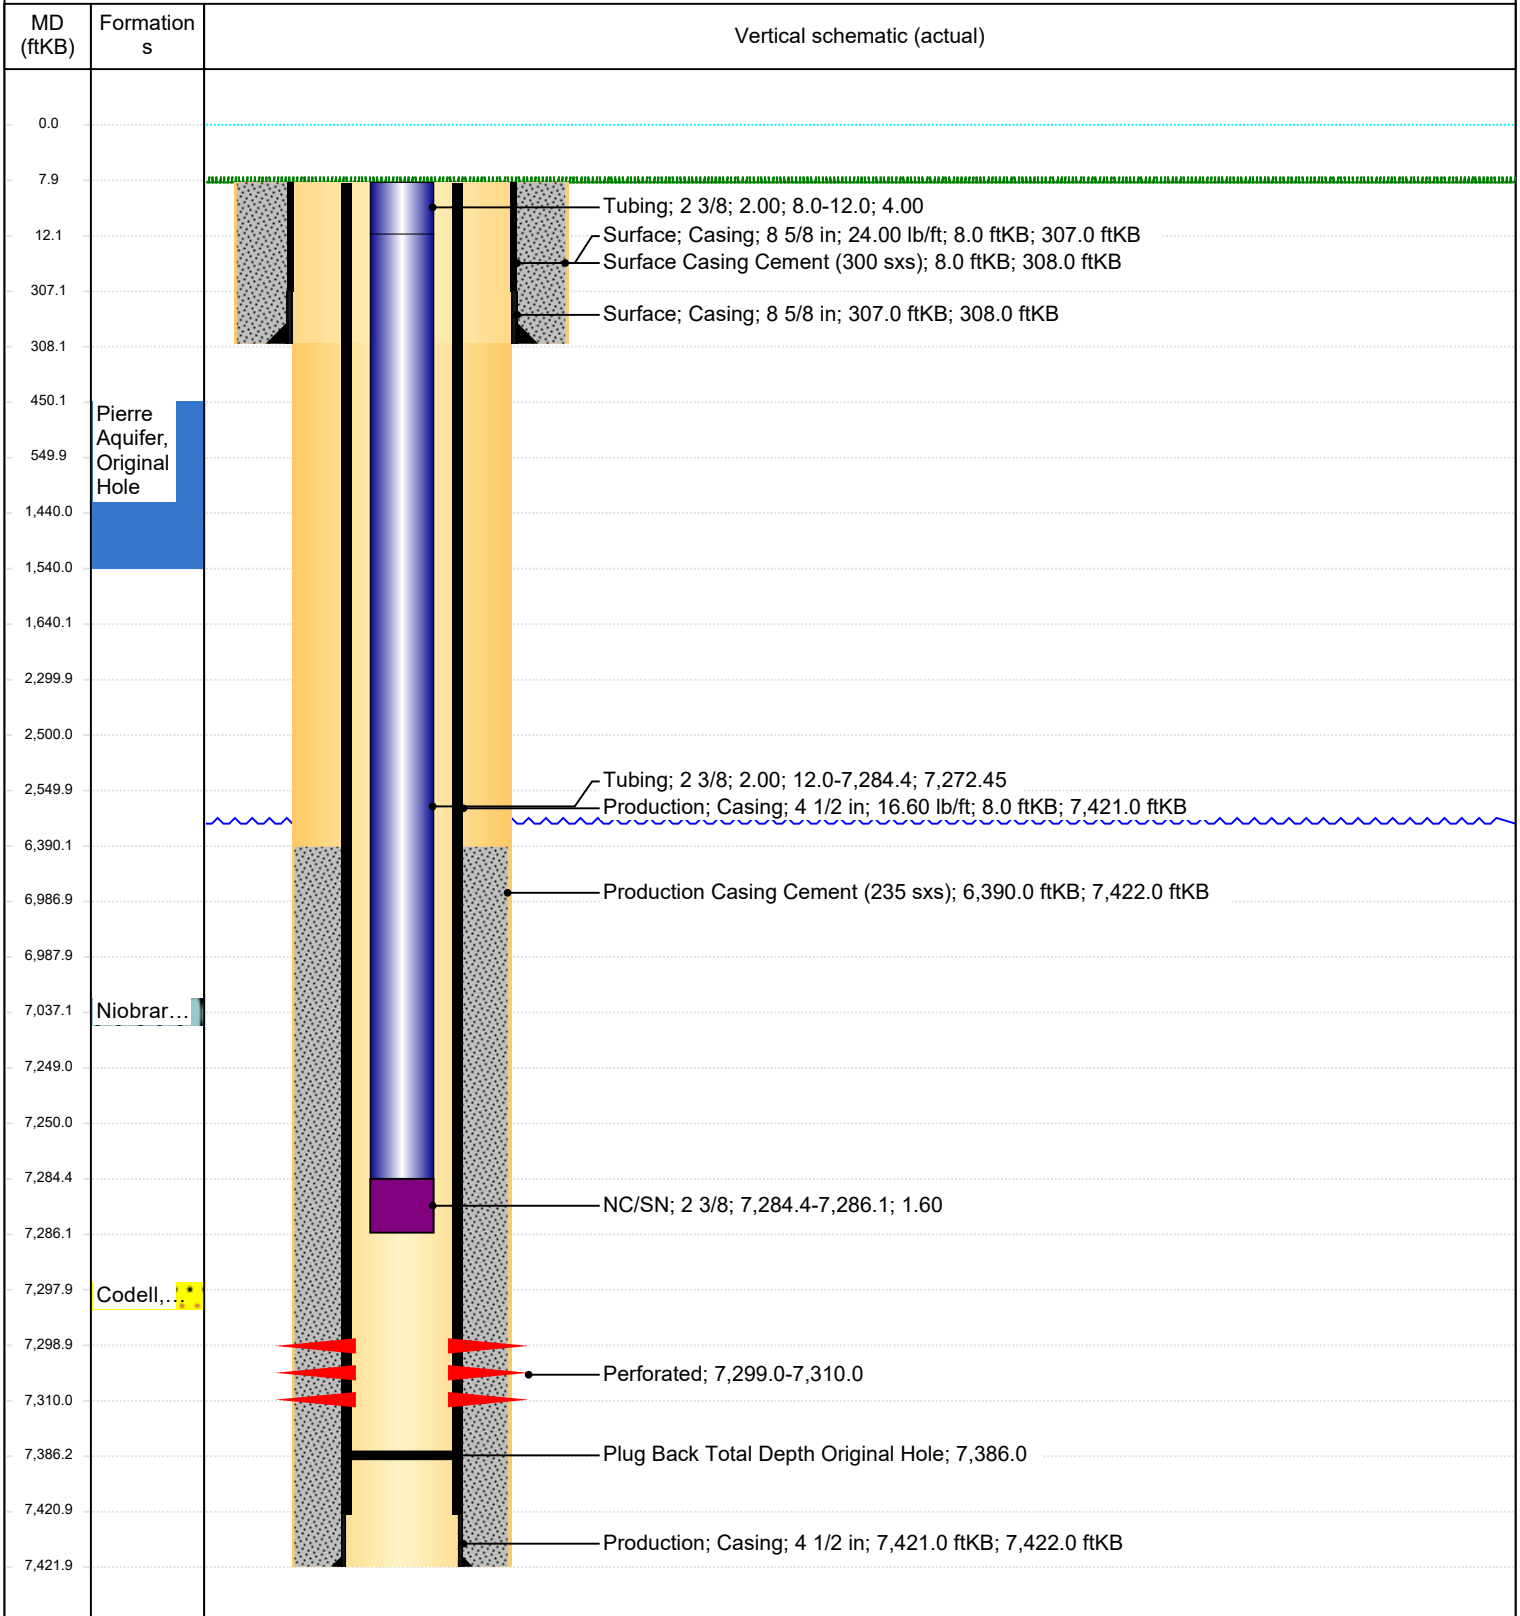 MD
(ftKB)
Formation
s
Vertical schematic (actual)
0.0
7.9
Tubing; 2 3/8; 2.00; 8.0-12.0; 4.00
12.1
Surface; Casing; 8 5/8 in; 24.00 lb/ft; 8.0 ftKB; 307.0 ftKB
Surface Casing Cement (300 sxs); 8.0 ftKB; 308.0 ftKB
307.1
Surface; Casing; 8 5/8 in; 307.0 ftKB; 308.0 ftKB
308.1
450.1
Pierre
Aquifer,
Original
Hole
549.9
1,440.0
1,540.0
1,640.1
2,299.9
2,500.0
Tubing; 2 3/8; 2.00; 12.0-7,284.4; 7,272.45
2,549.9
Production; Casing; 4 1/2 in; 16.60 lb/ft; 8.0 ftKB; 7,421.0 ftKB
6,390.1
Production Casing Cement (235 sxs); 6,390.0 ftKB; 7,422.0 ftKB
6,986.9
6,987.9
7,037.1
Niobrar...
7,249.0
7,250.0
7,284.4
NC/SN; 2 3/8; 7,284.4-7,286.1; 1.60
7,286.1
7,297.9
Codell,...
7,298.9
Perforated; 7,299.0-7,310.0
7,310.0
7,386.2
Plug Back Total Depth Original Hole; 7,386.0
7,420.9
Production; Casing; 4 1/2 in; 7,421.0 ftKB; 7,422.0 ftKB
7,421.9